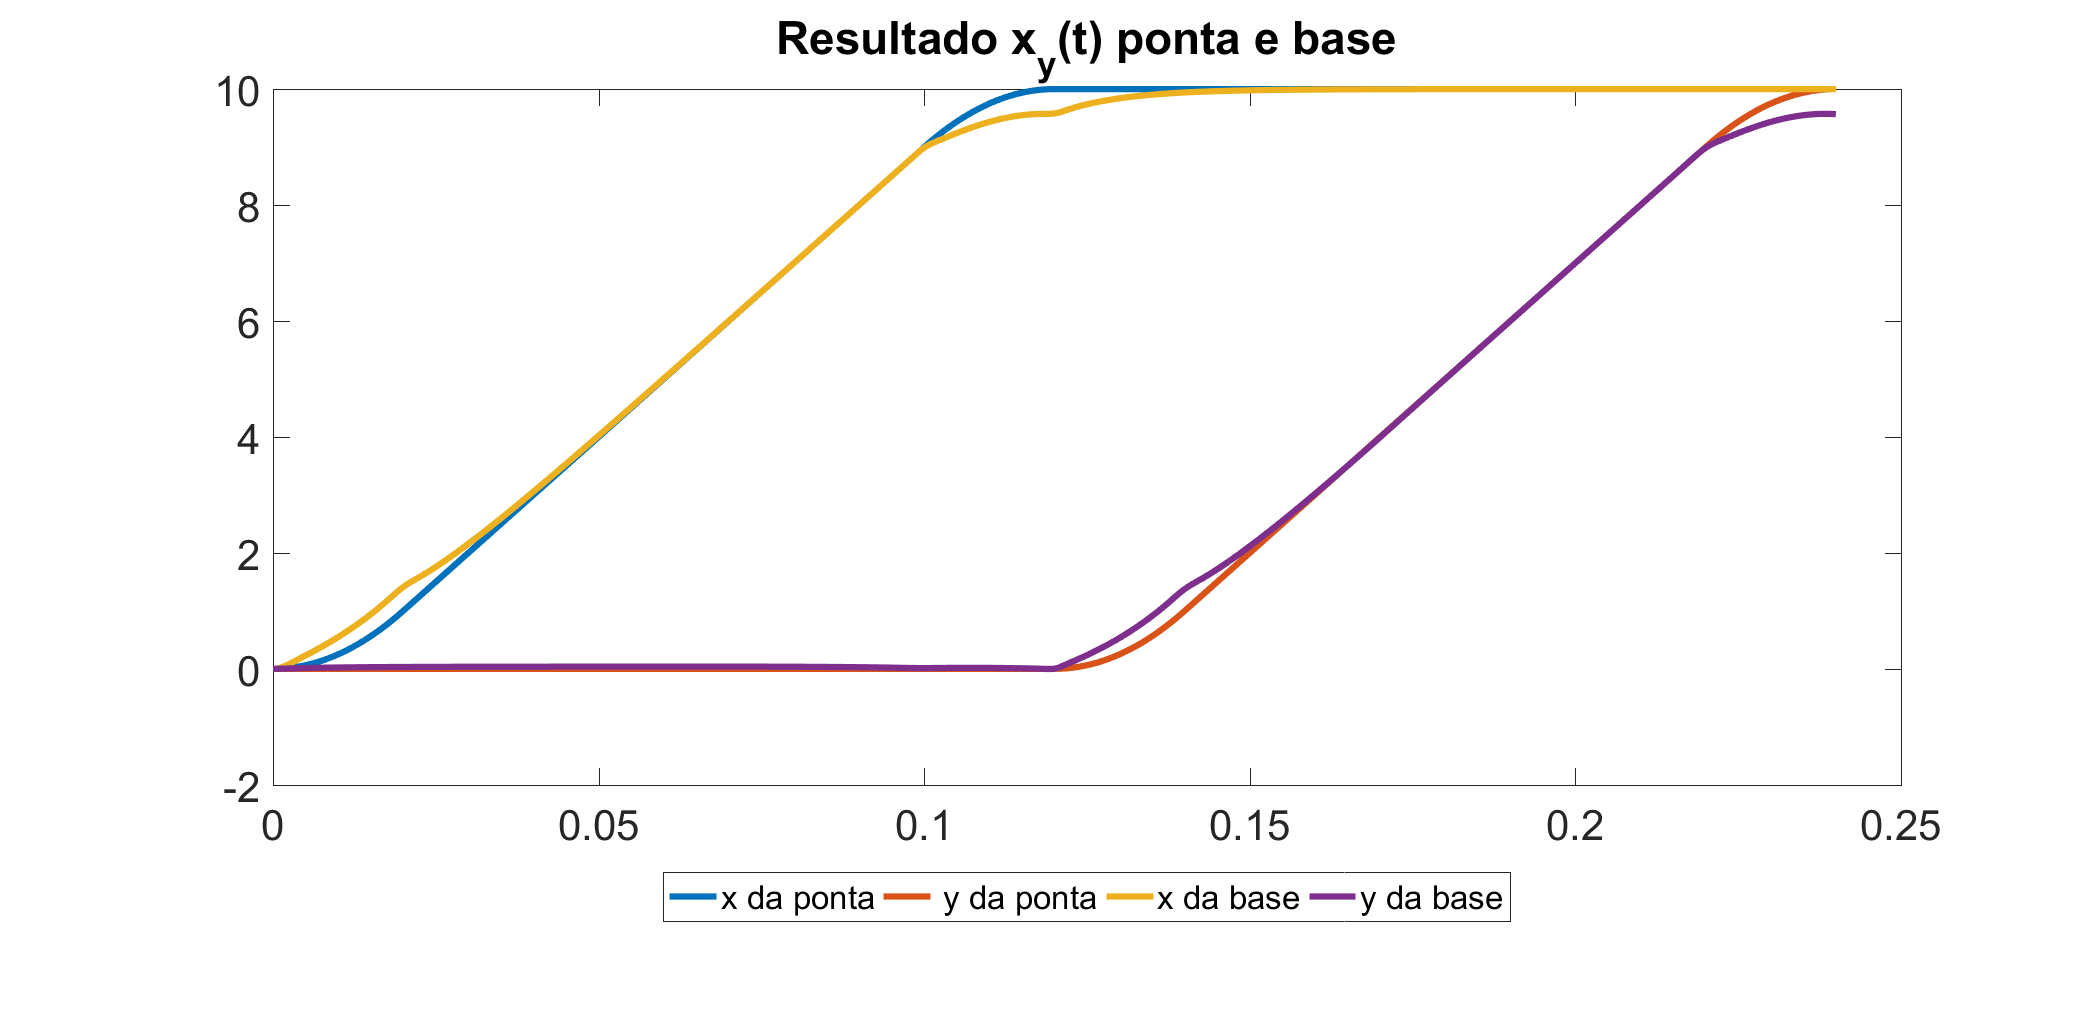 Resultado x_y(t) ponta e base
10
8
6
4
2
0
-2
0 0.05 0.1 0.15 0.2 0.25
x da ponta y da ponta x da base y da base